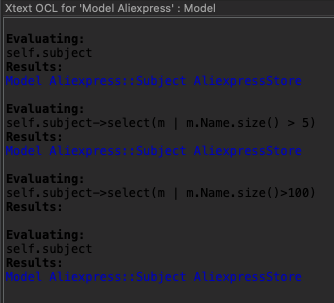 Xtext OCL for 'Model Aliexpress' : Model
Evaluating:
self.subject
Results:
Model Aliexpress::Subject AliexpressStore
Evaluating:
self.subject->select(m | m.Name.size() > 5)
Results:
Model Aliexpress::Subject AliexpressStore
Evaluating:
self.subject->select(m | m.Name.size()>100)
Results:
Evaluating:
self.subject
Results:
Model Aliexpress::Subject AliexpressStore